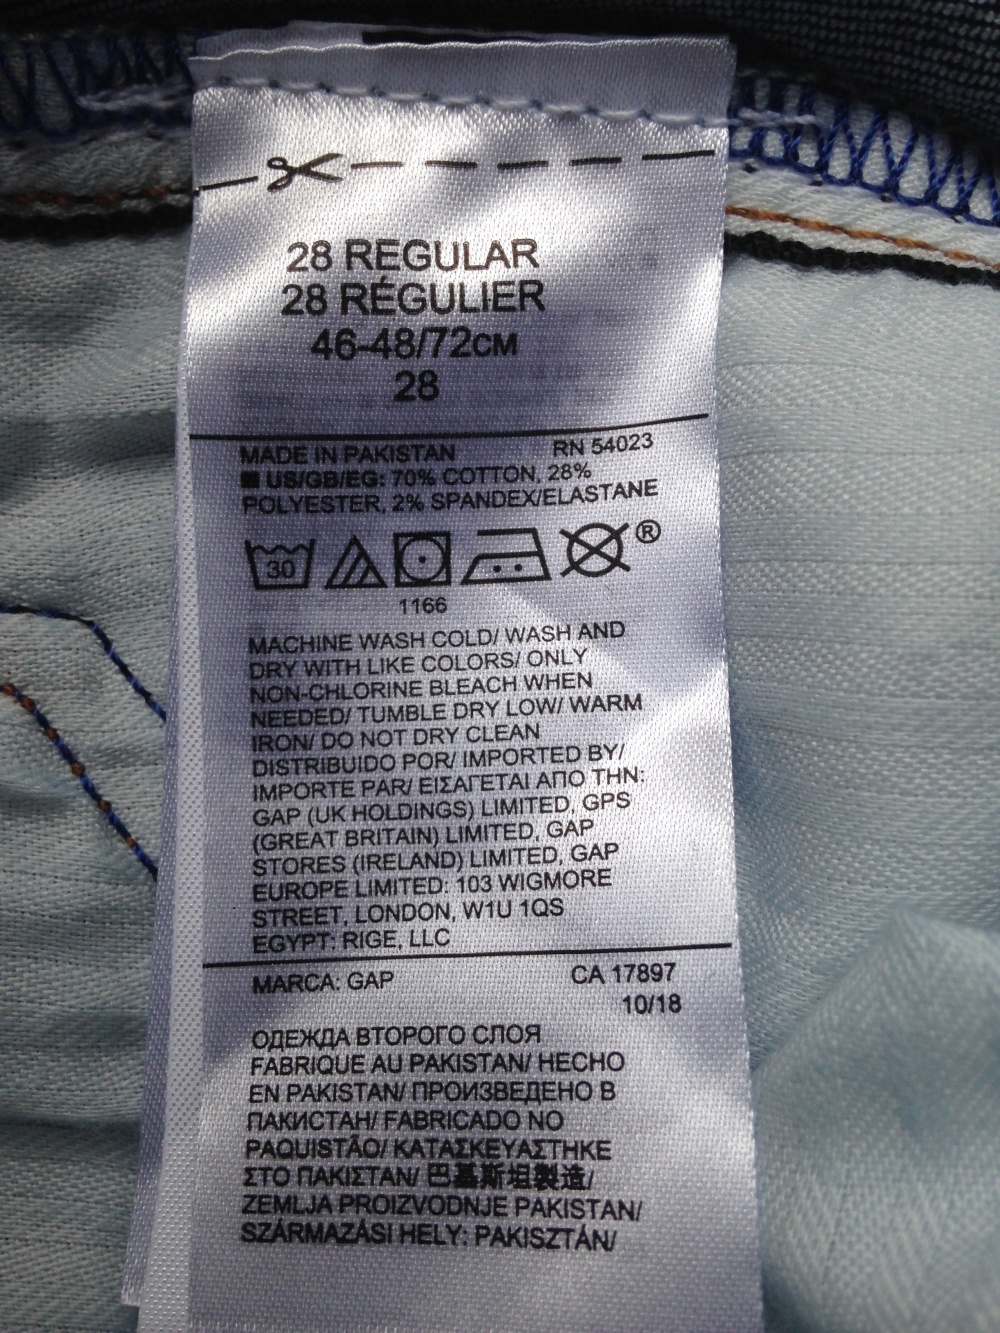 28 REGULAR
28 RÉGULIER
46-48/72CM
28
MADE IN PAKISTAN RN 54023
■ US/GB/EG: 70% COTTON, 28%
POLYESTER, 2% SPANDEX/ELASTANE
30 ®
1166
MACHINE WASH COLD/ WASH AND
DRY WITH LIKE COLORS/ ONLY
NON-CHLORINE BLEACH WHEN
NEEDED/ TUMBLE DRY LOW/ WARM
IRON/ DO NOT DRY CLEAN
DISTRIBUIDO POR/ IMPORTED BY/
IMPORTE PAR/ ΕΙΣΑΓΕΤΑΙ ΑΠΟ ΤΗΝ:
GAP (UK HOLDINGS) LIMITED, GPS
(GREAT BRITAIN) LIMITED, GAP
STORES (IRELAND) LIMITED, GAP
EUROPE LIMITED: 103 WIGMORE
STREET, LONDON, W1U 1QS
EGYPT: RIGE, LLC
MARCA: GAP CA 17897
10/18
ОДЕЖДА ВТОРОГО СЛОЯ
FABRIQUE AU PAKISTAN/ HECHO
EN PAKISTAN/ ПРОИЗВЕДЕНО В
ПАКИСТАН/ FABRICADO NO
PAQUISTÃO/ ΚΑΤΑΣΚΕΥΑΣΤΗΚΕ
ΣΤΟ ΠΑΚΙΣΤΑΝ/ 巴基斯坦製造/
ZEMLJA PROIZVODNJE PAKISTAN/
SZÁRMAZÁSI HELY: PAKISZTÁN/